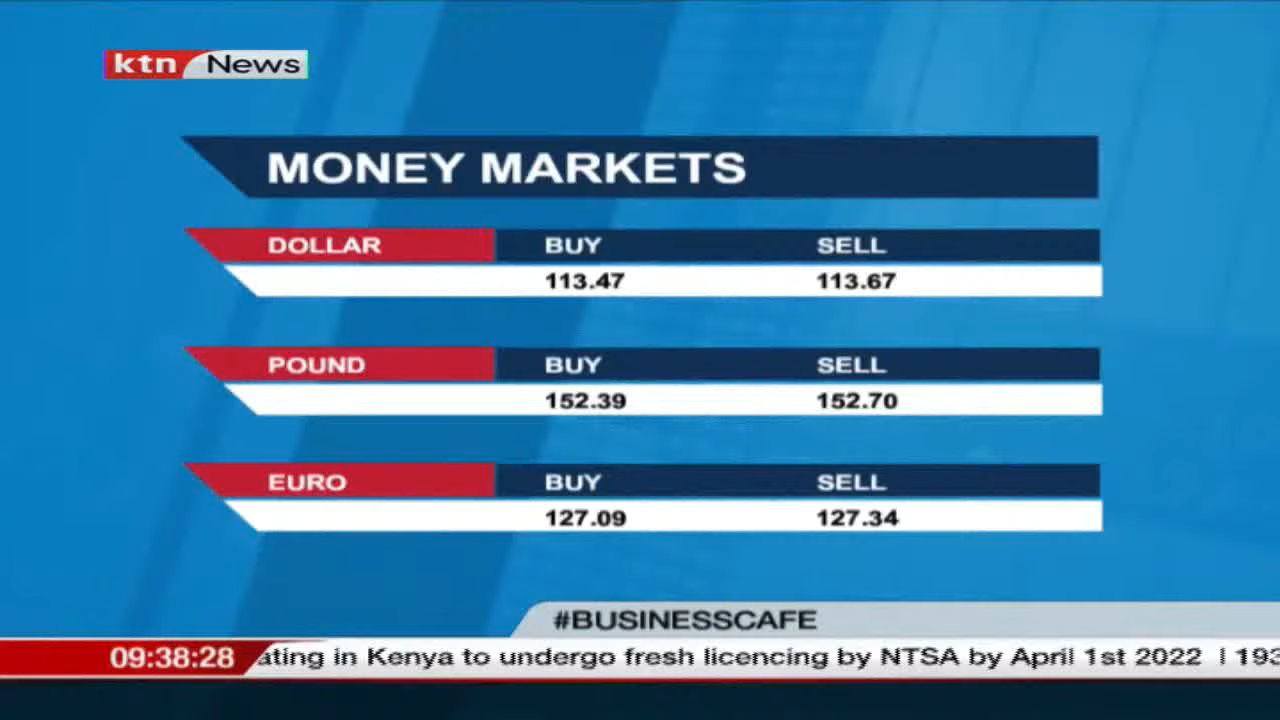 ktn News
MONEY MARKETS
DOLLAR BUY SELL
113.47 113.67
POUND BUY SELL
152.39 152.70
EURO BUY SELL
127.09 127.34
#BUSINESSCAFE
09:38:28 ating in Kenya to undergo fresh licencing by NTSA by April 1st 2022 | 193